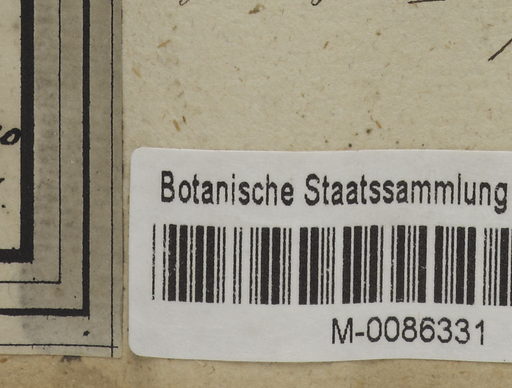 Botanische Staatssammlung
M-0086331